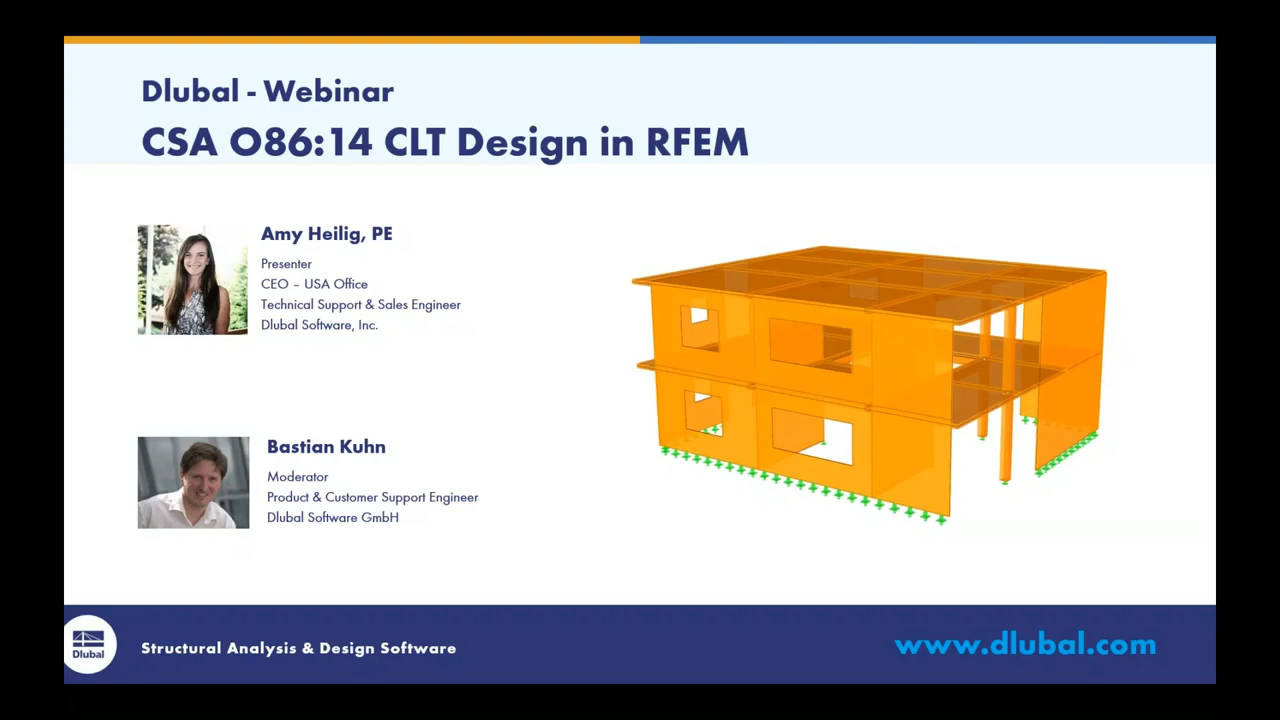 Dlubal - Webinar
CSA O86:14 CLT Design in RFEM
Amy Heilig, PE
Presenter
CEO – USA Office
Technical Support & Sales Engineer
Dlubal Software, Inc.
Bastian Kuhn
Moderator
Product & Customer Support Engineer
Dlubal Software GmbH
Dlubal
Structural Analysis & Design Software
www.dlubal.com